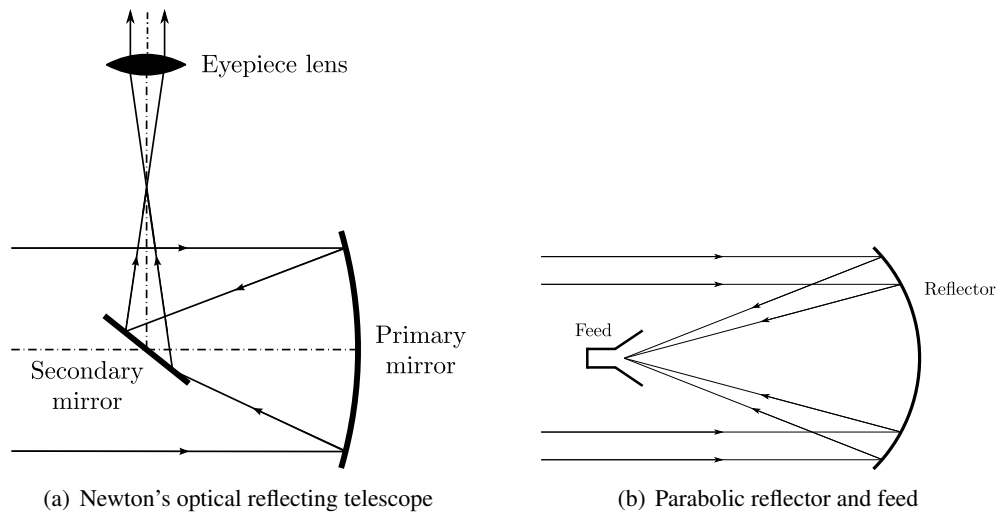 Eyepiece lens
Primary
mirror
Secondary
mirror
(a) Newton's optical reflecting telescope
Reflector
Feed
(b) Parabolic reflector and feed